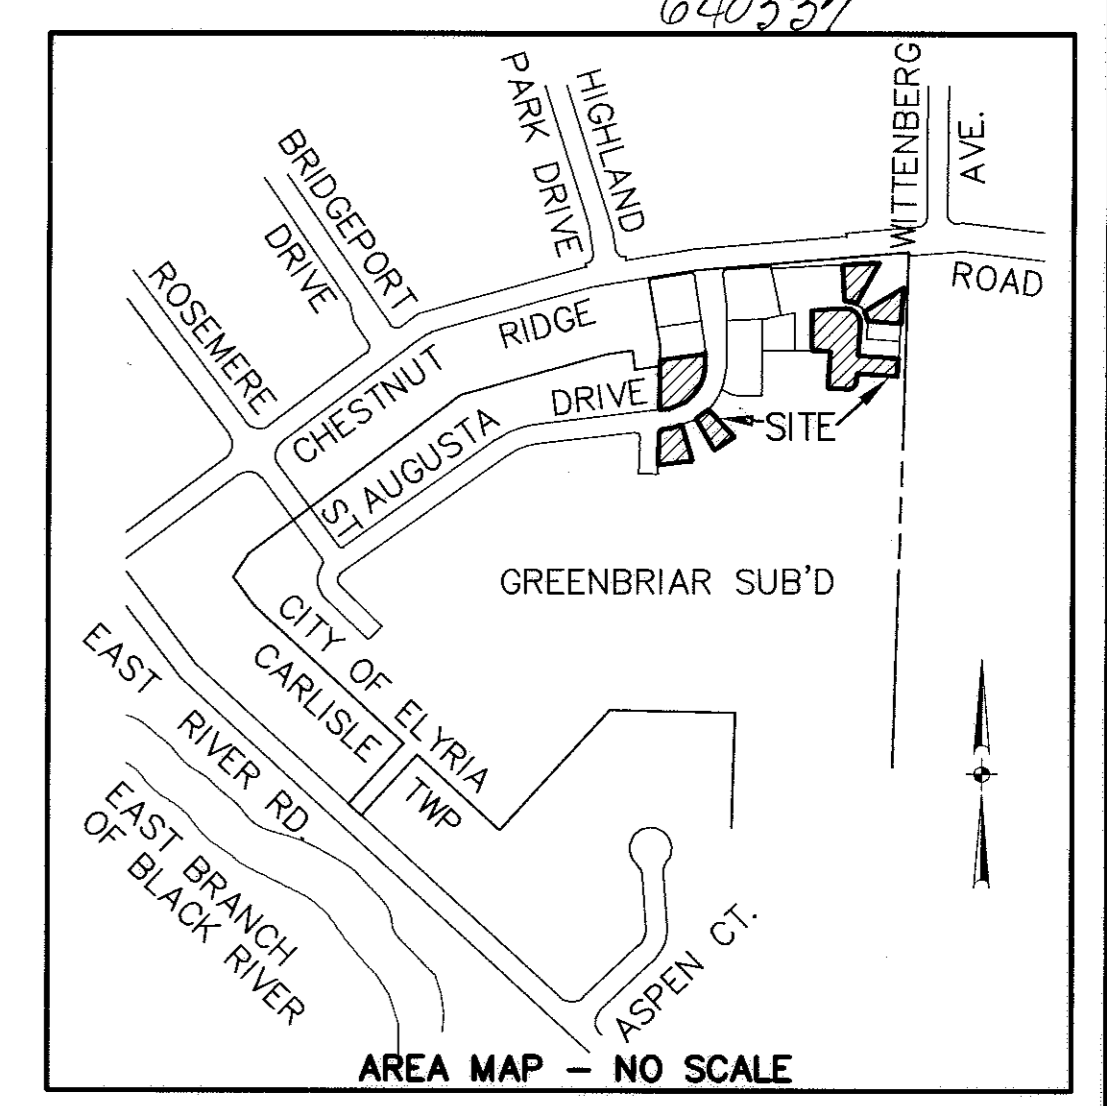 640337
WITTENBERG
AVE.
PARK DRIVE
HIGHLAND
BRIDGEPORT
DRIVE
ROSEMERE
CHESTNUT
RIDGE
ROAD
ST AUGUSTA
DRIVE
SITE
GREENBRIAR SUB'D
CITY OF ELYRIA
CARLISLE
TWP
EAST
RIVER RD.
EAST BRANCH
OF BLACK RIVER
ASPEN CT.
AREA MAP - NO SCALE